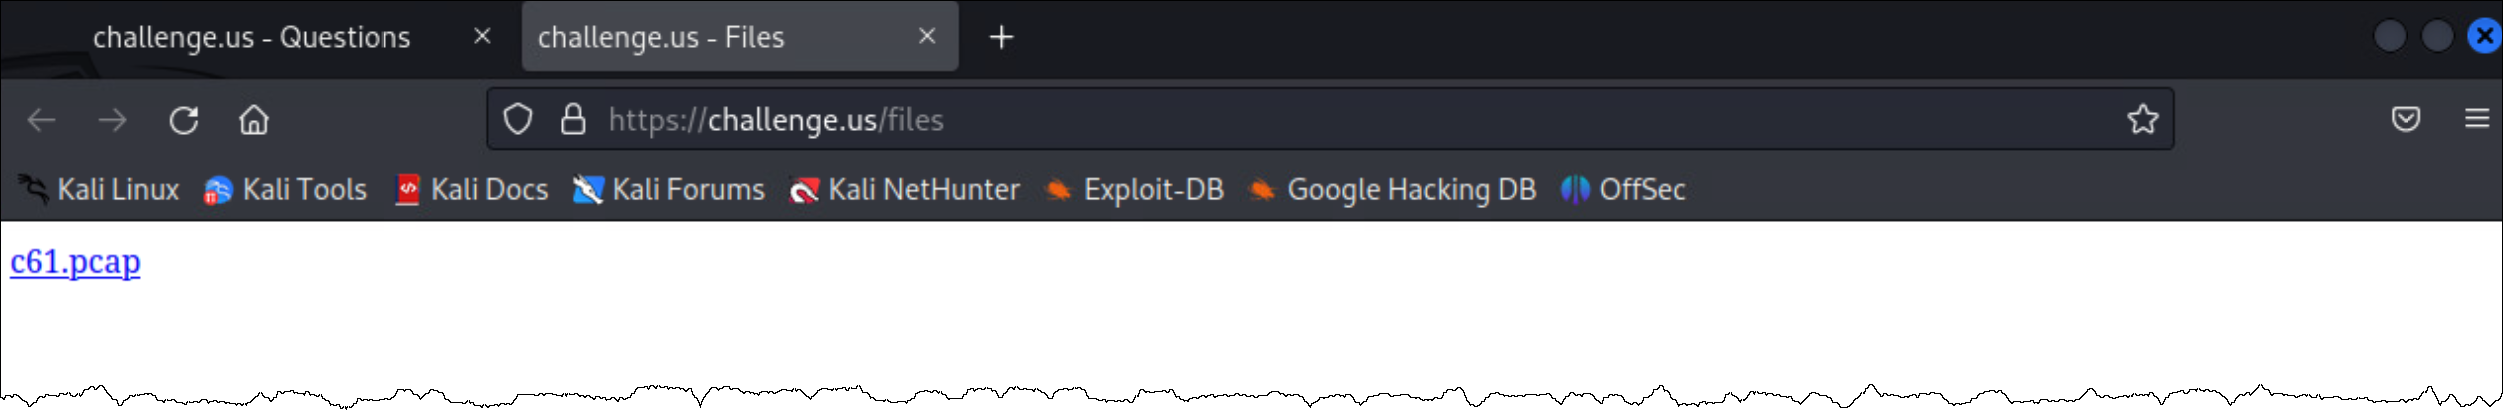 challenge.us - Questions challenge.us - Files
https://challenge.us/files
Kali Linux Kali Tools Kali Docs Kali Forums Kali NetHunter Exploit-DB Google Hacking DB OffSec
c61.pcap